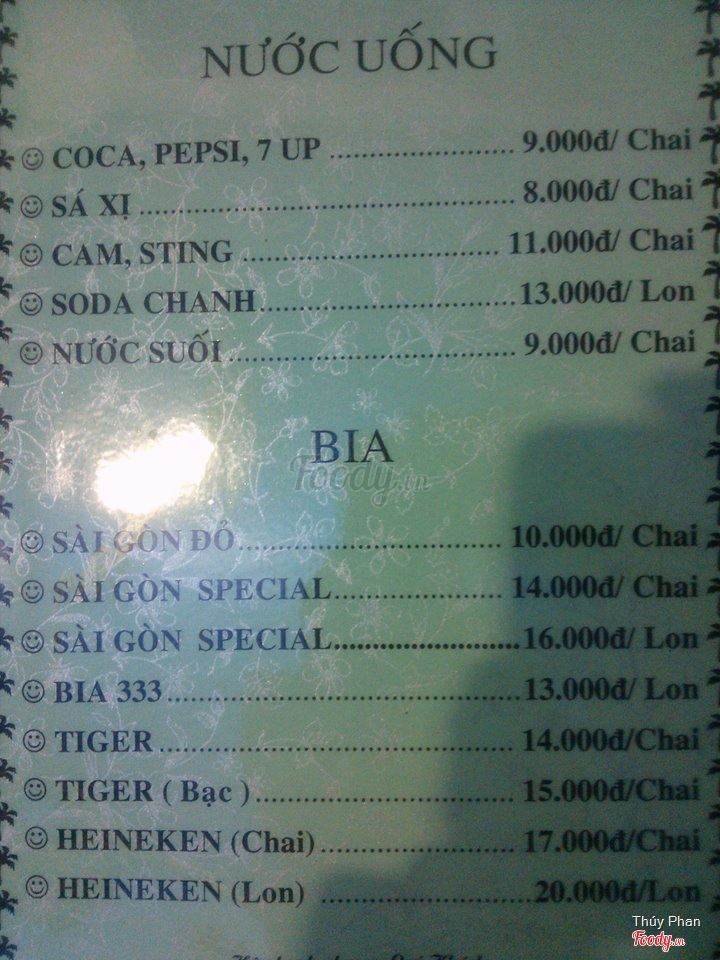 NƯỚC UỐNG
COCA, PEPSI, 7 UP ........................ 9.000đ/ Chai
SÁ XỊ ........................ 8.000đ/ Chai
CAM, STING ........................ 11.000đ/ Chai
SODA CHANH ........................ 13.000đ/ Lon
NƯỚC SUỐI ........................ 9.000đ/ Chai
BIA
Foody.vn
SÀI GÒN ĐỎ ........................ 10.000đ/ Chai
SÀI GÒN SPECIAL ........................ 14.000đ/ Chai
SÀI GÒN SPECIAL ........................ 16.000đ/ Lon
BIA 333 ........................ 13.000đ/ Lon
TIGER ........................ 14.000đ/Chai
TIGER ( Bạc ) ........................ 15.000đ/Chai
HEINEKEN (Chai) ........................ 17.000đ/Chai
HEINEKEN (Lon) ........................ 20.000đ/Lon
Thúy Phan
Foody.vn